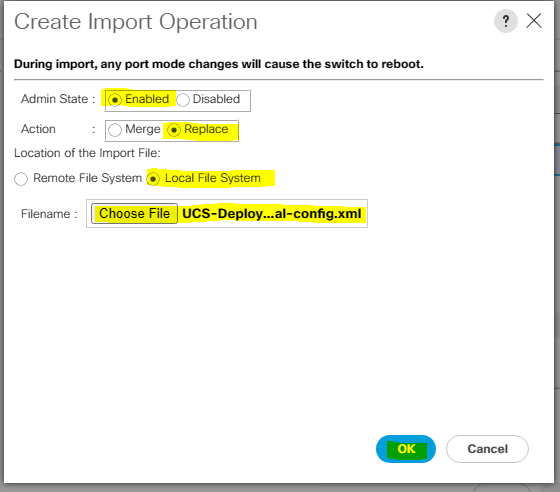 Create Import Operation ?
During import, any port mode changes will cause the switch to reboot.
Admin State : Enabled Disabled
Action : Merge Replace
Location of the Import File:
Remote File System Local File System
Filename : Choose File UCS-Deploy...al-config.xml
OK Cancel